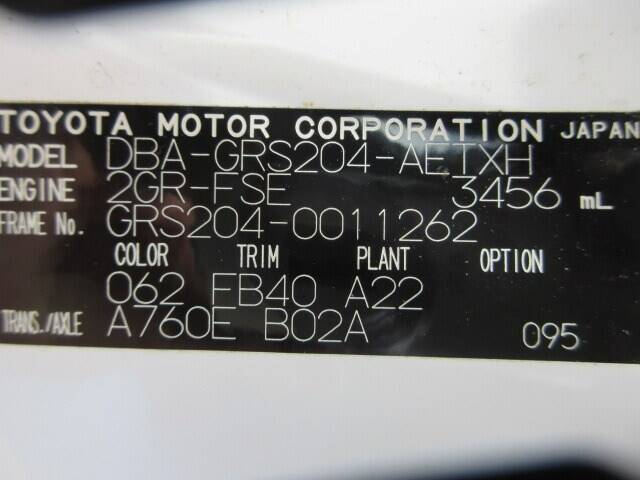 TOYOTA MOTOR CORPORATION JAPAN
MODEL DBA-GRS204-AETXH
ENGINE 2GR-FSE 3456 mL
FRAME No. GRS204-0011262
COLOR TRIM PLANT OPTION
062 FB40 A22
TRANS./AXLE A760E B02A 095